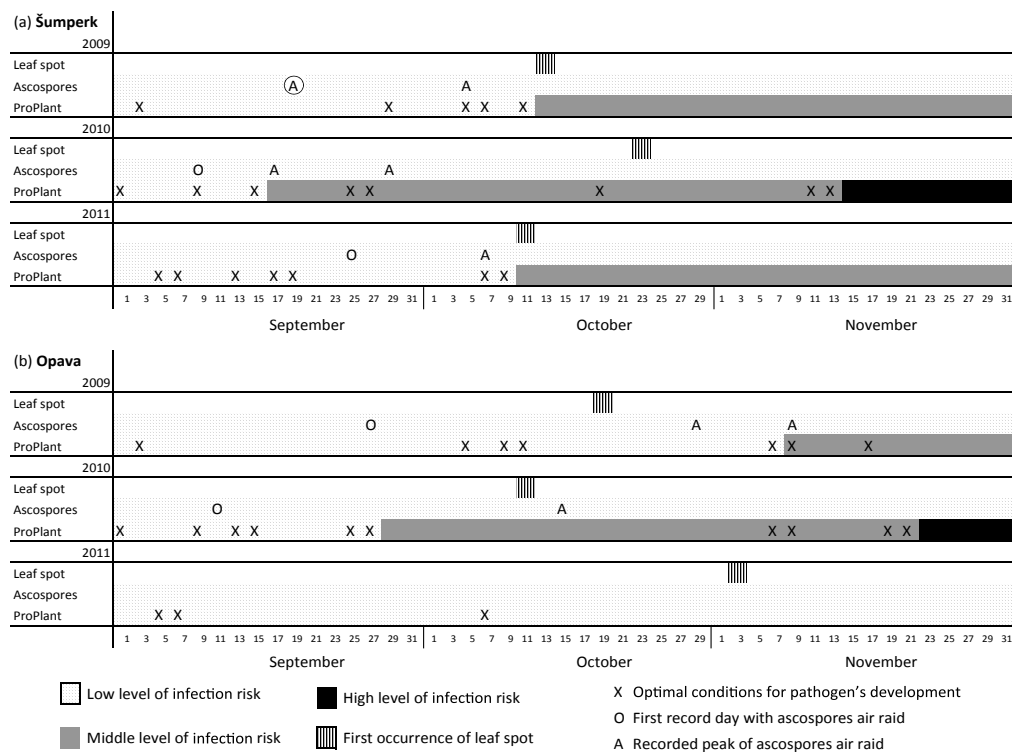 (a) Šumperk
2009
Leaf spot
Ascospores A A
ProPlant X X X X X
2010
Leaf spot
Ascospores O A A
ProPlant X X X X X X X X
2011
Leaf spot
Ascospores O A
ProPlant X X X X X X X
1 3 5 7 9 11 13 15 17 19 21 23 25 27 29 31 1 3 5 7 9 11 13 15 17 19 21 23 25 27 29 1 3 5 7 9 11 13 15 17 19 21 23 25 27 29 31
September October November
(b) Opava
2009
Leaf spot
Ascospores O A A
ProPlant X X X X X X X
2010
Leaf spot
Ascospores O A
ProPlant X X X X X X X X X X
2011
Leaf spot
Ascospores
ProPlant X X X
1 3 5 7 9 11 13 15 17 19 21 23 25 27 29 31 1 3 5 7 9 11 13 15 17 19 21 23 25 27 29 1 3 5 7 9 11 13 15 17 19 21 23 25 27 29 31
September October November
Low level of infection risk High level of infection risk X Optimal conditions for pathogen's development
O First record day with ascospores air raid
Middle level of infection risk First occurrence of leaf spot A Recorded peak of ascospores air raid